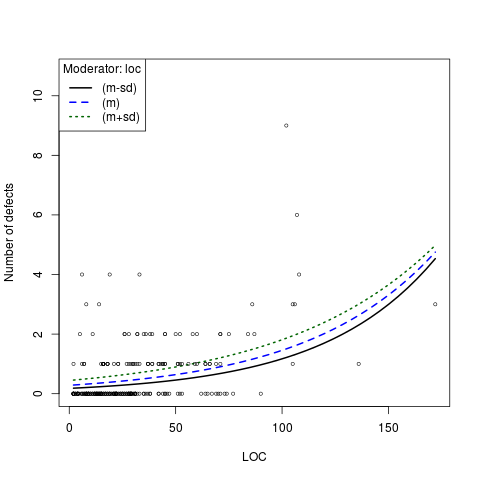 Moderator: loc
(m-sd)
(m)
(m+sd)
10
8
6
4
2
0
Number of defects
0 50 100 150
LOC